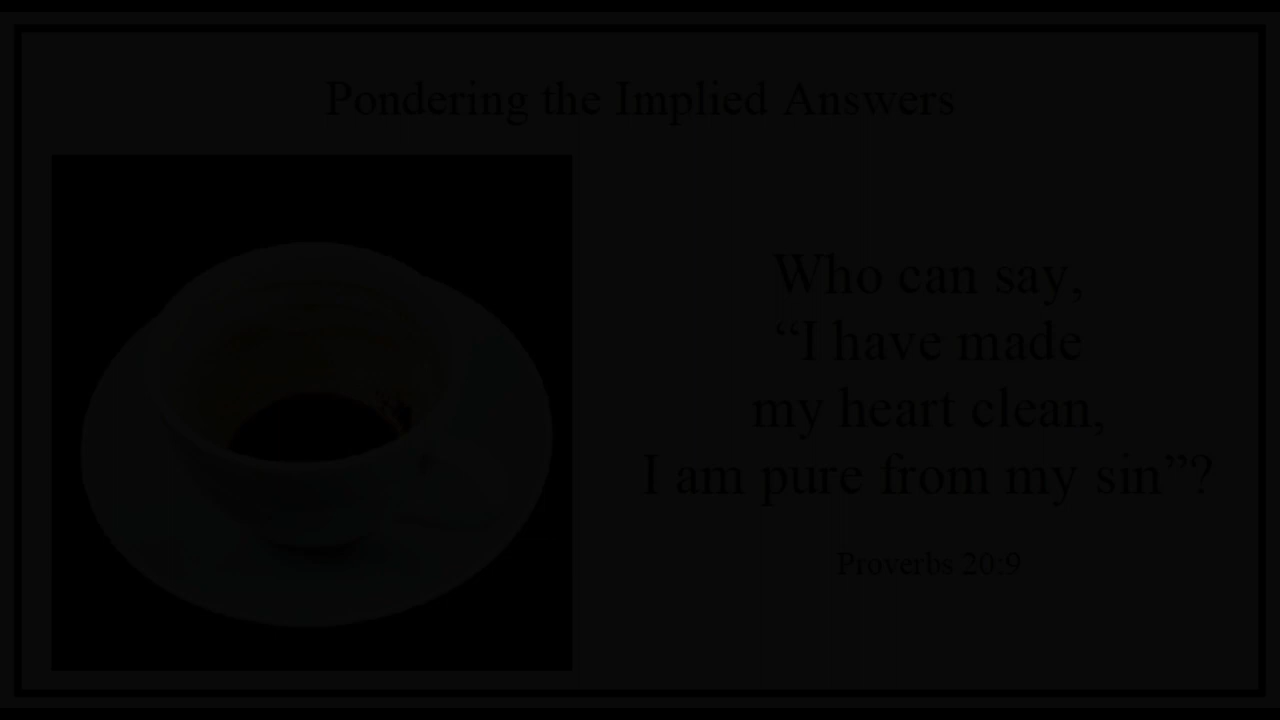 Pondering the Implied Answers
Who can say,
“I have made
my heart clean,
I am pure from my sin”?
Proverbs 20:9